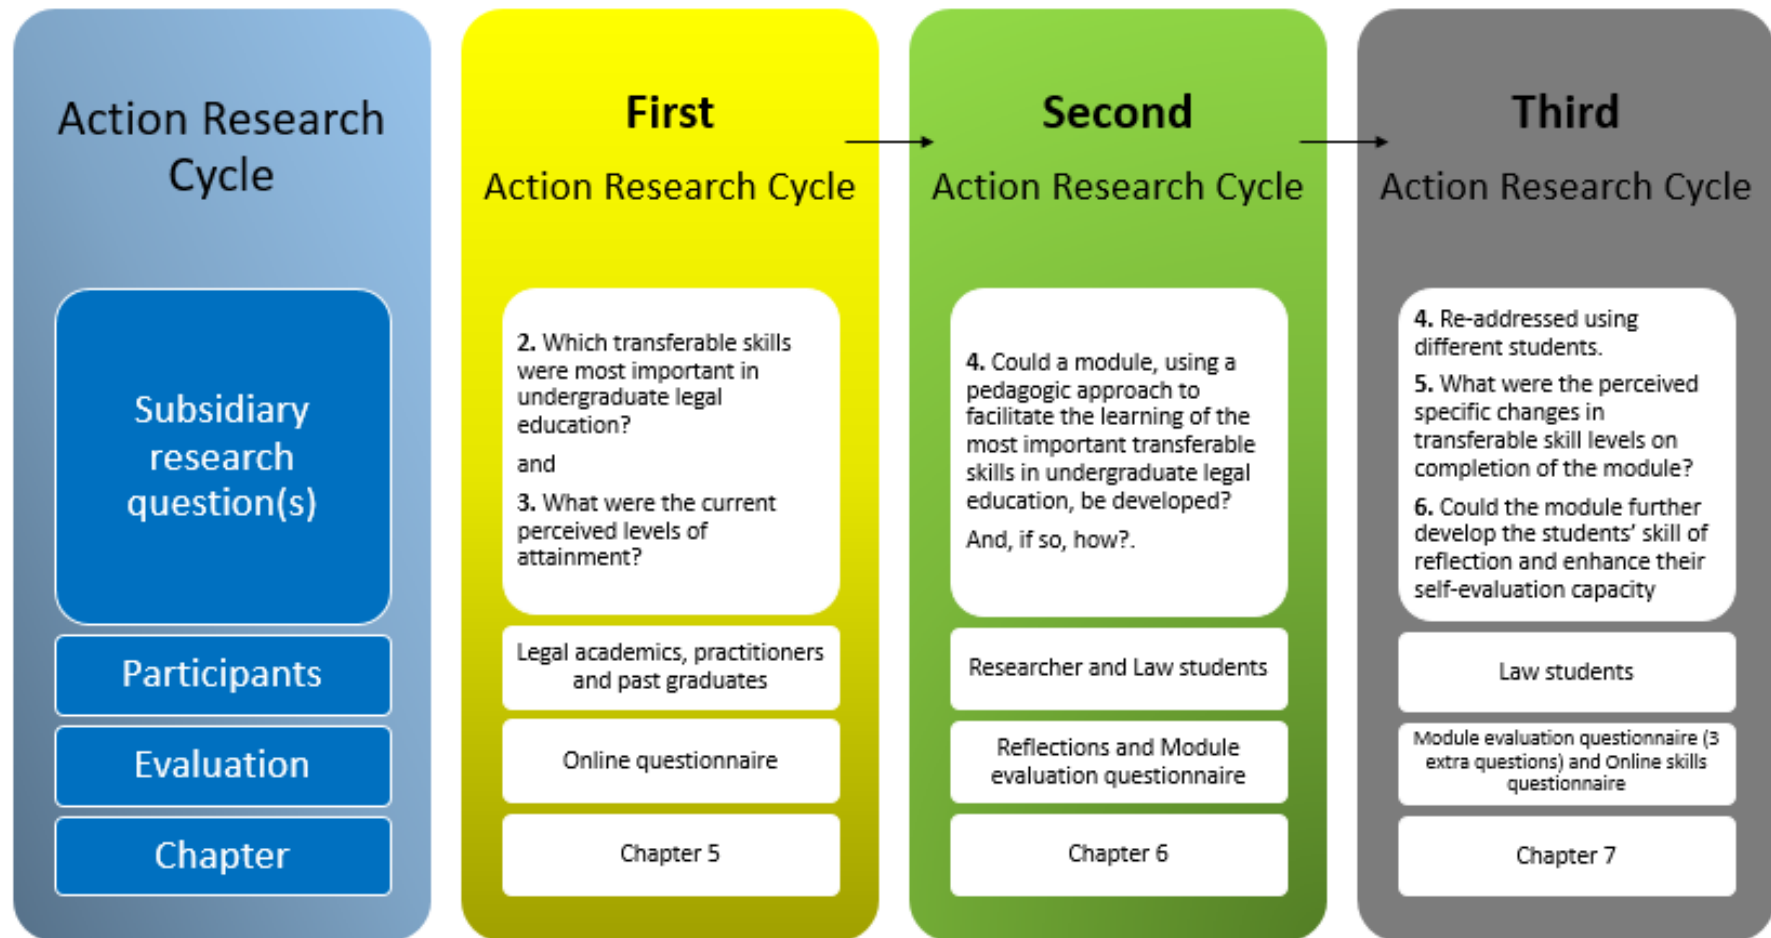 Action Research
Cycle
Subsidiary
research
question(s)
Participants
Evaluation
Chapter
First
Action Research Cycle
2. Which transferable skills
were most important in
undergraduate legal
education?
and
3. What were the current
perceived levels of
attainment?
Legal academics, practitioners
and past graduates
Online questionnaire
Chapter 5
Second
Action Research Cycle
4. Could a module, using a
pedagogic approach to
facilitate the learning of the
most important transferable
skills in undergraduate legal
education, be developed?
And, if so, how?.
Researcher and Law students
Reflections and Module
evaluation questionnaire
Chapter 6
Third
Action Research Cycle
4. Re-addressed using
different students.
5. What were the perceived
specific changes in
transferable skill levels on
completion of the module?
6. Could the module further
develop the students’ skill of
reflection and enhance their
self-evaluation capacity
Law students
Module evaluation questionnaire (3
extra questions) and Online skills
questionnaire
Chapter 7